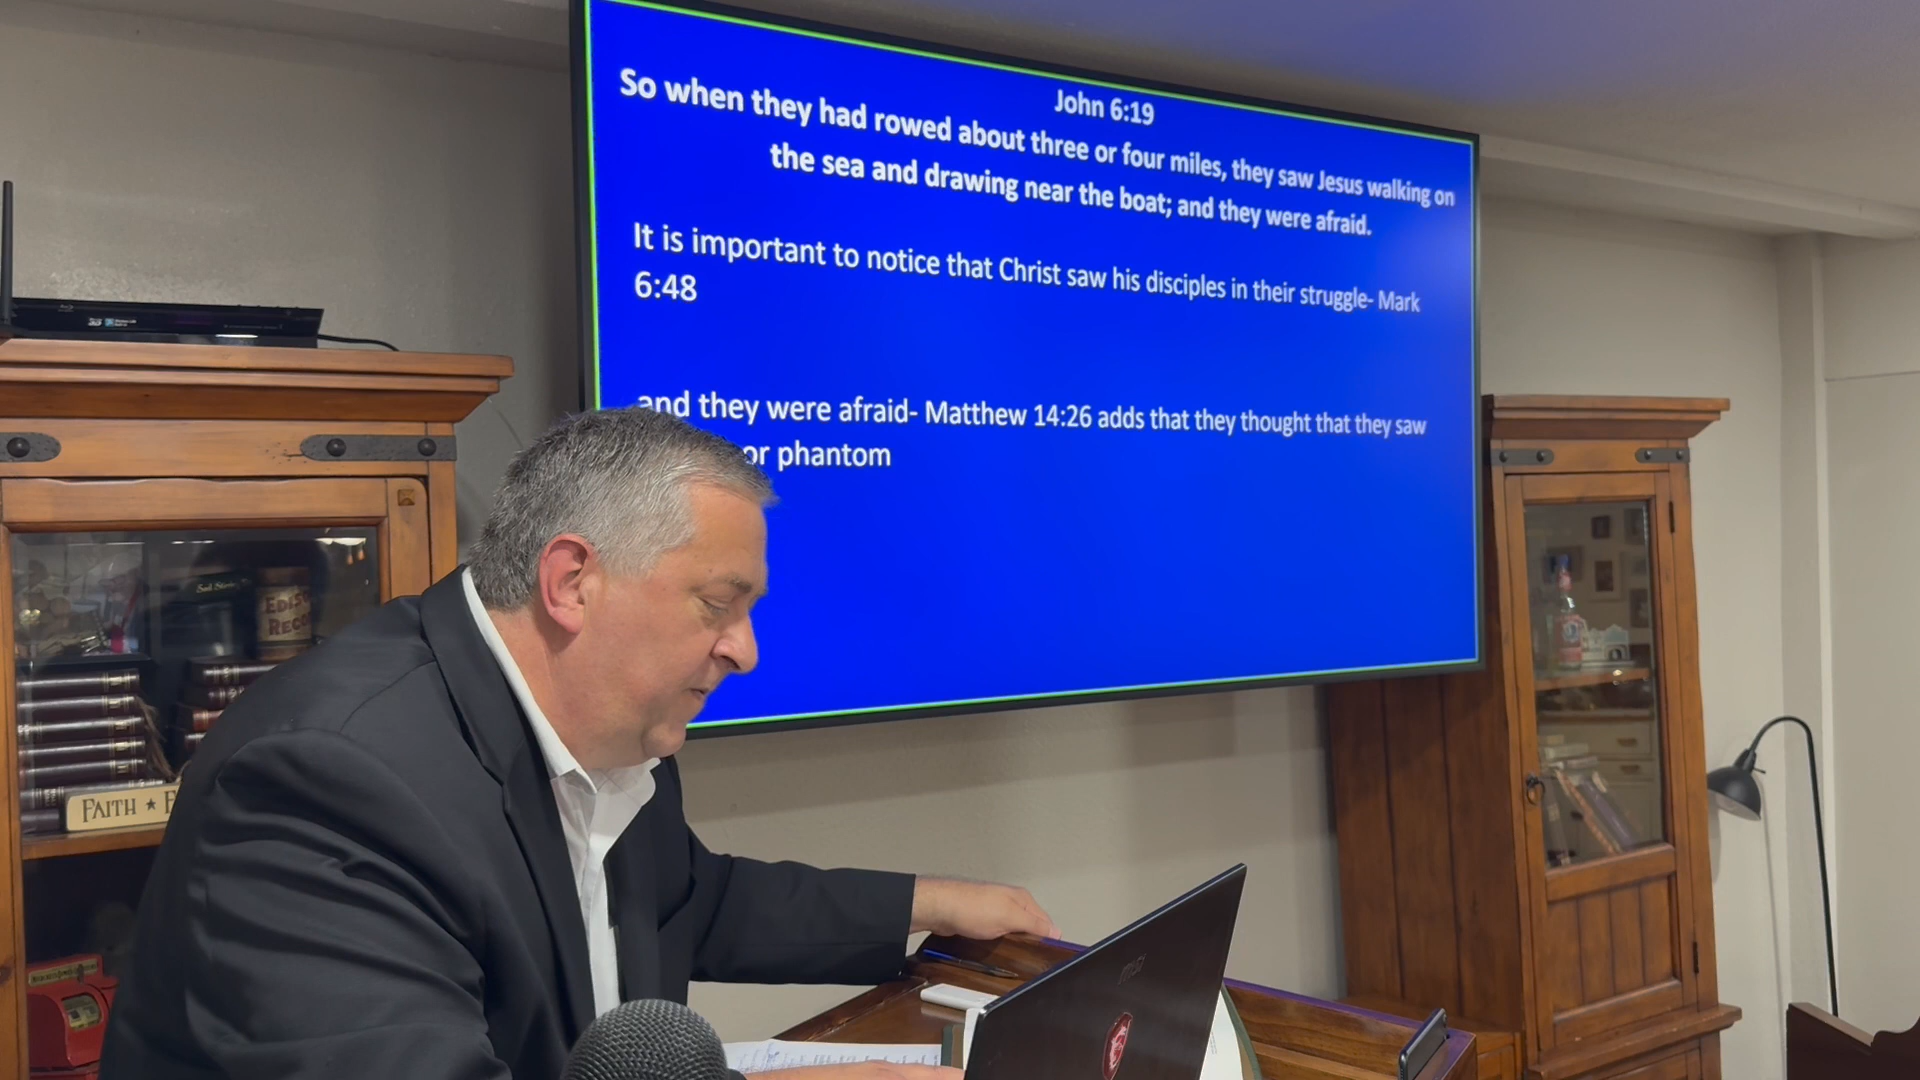 John 6:19
So when they had rowed about three or four miles, they saw Jesus walking on
the sea and drawing near the boat; and they were afraid.
It is important to notice that Christ saw his disciples in their struggle- Mark
6:48
and they were afraid- Matthew 14:26 adds that they thought that they saw
or phantom
FAITH ★
msi